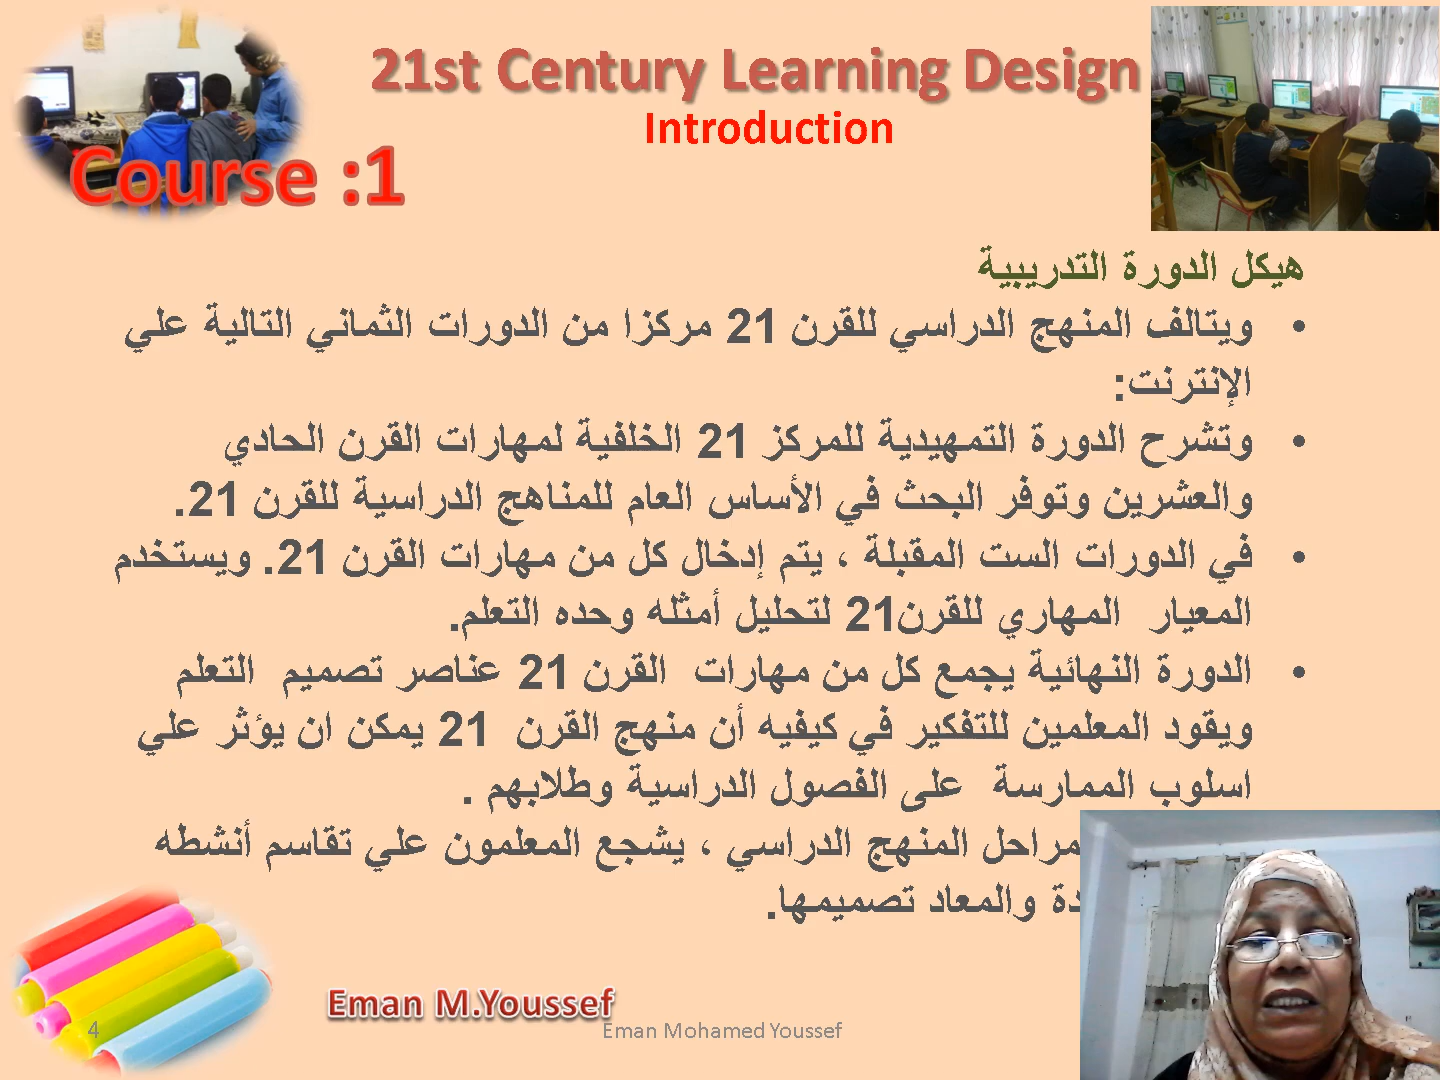 21st Century Learning Design
Introduction
Course :1
هيكل الدورة التدريبية
• ويتالف المنهج الدراسي للقرن 21 مركزا من الدورات الثماني التالية علي
الإنترنت:
• وتشرح الدورة التمهيدية للمركز 21 الخلفية لمهارات القرن الحادي
والعشرين وتوفر البحث في الأساس العام للمناهج الدراسية للقرن 21.
• في الدورات الست المقبلة ، يتم إدخال كل من مهارات القرن 21. ويستخدم
المعيار المهاري للقرن21 لتحليل أمثله وحده التعلم.
• الدورة النهائية يجمع كل من مهارات القرن 21 عناصر تصميم التعلم
ويقود المعلمين للتفكير في كيفيه أن منهج القرن 21 يمكن ان يؤثر علي
اسلوب الممارسة على الفصول الدراسية وطلابهم .
مراحل المنهج الدراسي ، يشجع المعلمون علي تقاسم أنشطه
والمعاد تصميمها.
Eman M.Youssef
4
Eman Mohamed Youssef